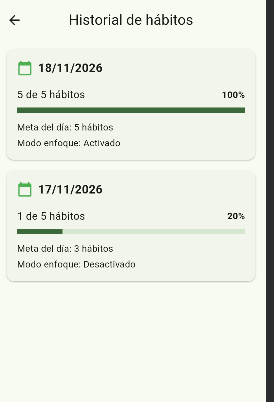 Historial de hábitos
18/11/2026
5 de 5 hábitos 100%
Meta del día: 5 hábitos
Modo enfoque: Activado
17/11/2026
1 de 5 hábitos 20%
Meta del día: 3 hábitos
Modo enfoque: Desactivado